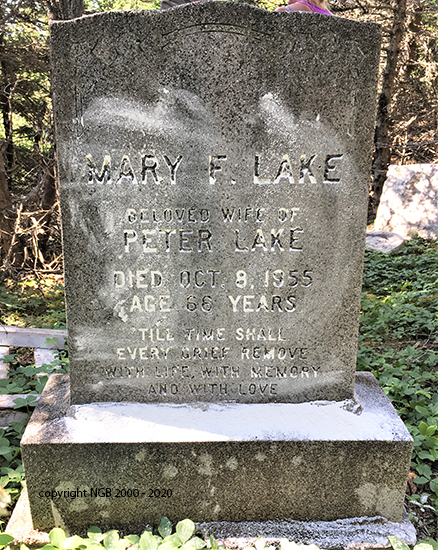 MARY F. LAKE
BELOVED WIFE OF
PETER LAKE
DIED OCT. 9, 1955
AGE 66 YEARS
'TILL TIME SHALL
EVERY GRIEF REMOVE
WITH LIFE, WITH MEMORY
AND WITH LOVE
copyright NGB 2000 - 2020